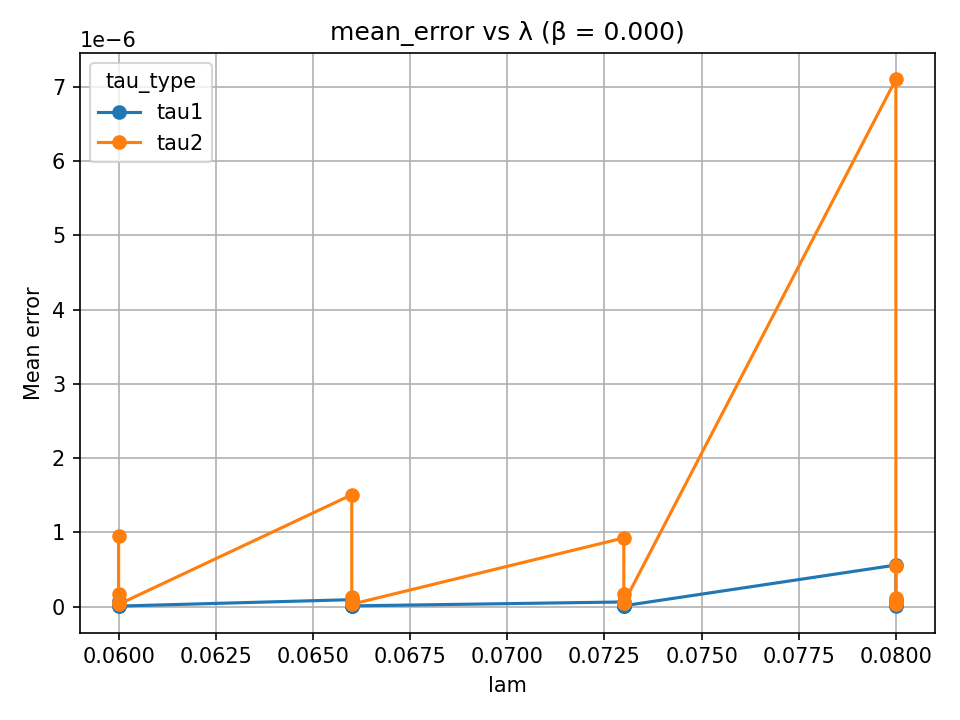 mean_error vs λ (β = 0.000)
1e−6
tau_type
tau1
tau2
7
6
5
4
3
2
1
0
Mean error
0.0600 0.0625 0.0650 0.0675 0.0700 0.0725 0.0750 0.0775 0.0800
lam